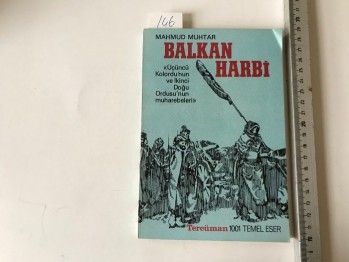 146
MAHMUD MUHTAR
BALKAN
HARBİ
«Üçüncü
Kolordu'nun
ve İkinci
Doğu
Ordusu'nun
muharebeleri»
Tercüman 1001 TEMEL ESER